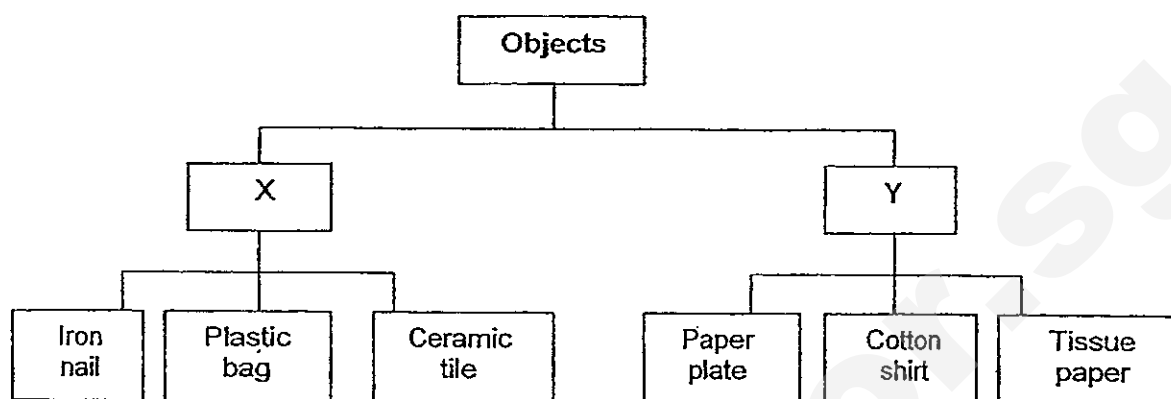 Objects
X
Y
Iron
nail
Plastic
bag
Ceramic
tile
Paper
plate
Cotton
shirt
Tissue
paper